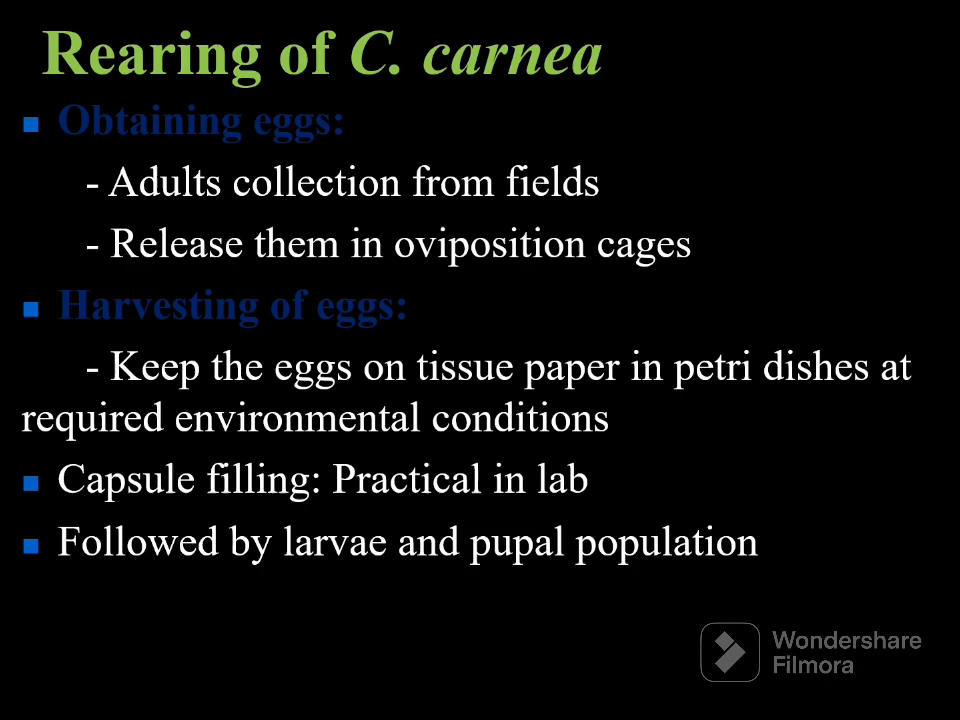 Rearing of C. carnea
Obtaining eggs:
- Adults collection from fields
- Release them in oviposition cages
Harvesting of eggs:
- Keep the eggs on tissue paper in petri dishes at
required environmental conditions
Capsule filling: Practical in lab
Followed by larvae and pupal population
Wondershare
Filmora